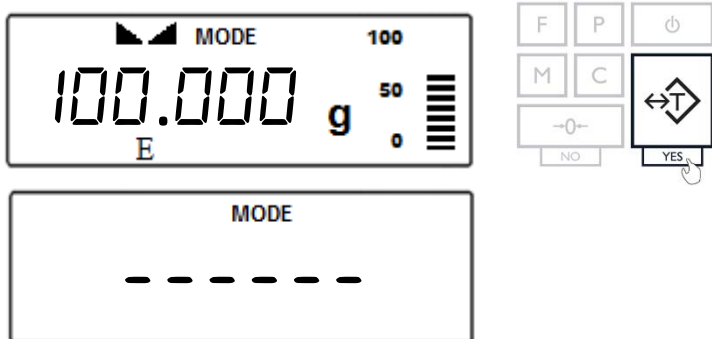 MODE
100
100.000 g
50
0
E
F P
M C
→0←
↔T
NO
YES
MODE
------